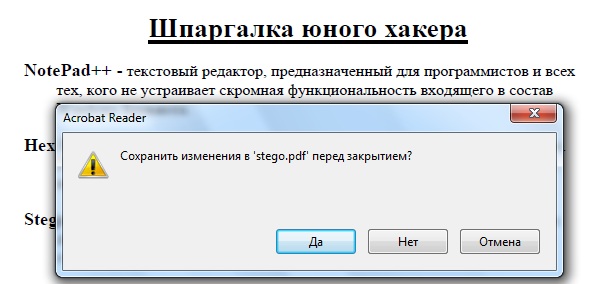 Шпаргалка юного хакера
NotePad++ - текстовый редактор, предназначенный для программистов и всех
тех, кого не устраивает скромная функциональность входящего в состав
Acrobat Reader
Hex
Сохранить изменения в 'stego.pdf' перед закрытием?
Steg
Да Нет Отмена